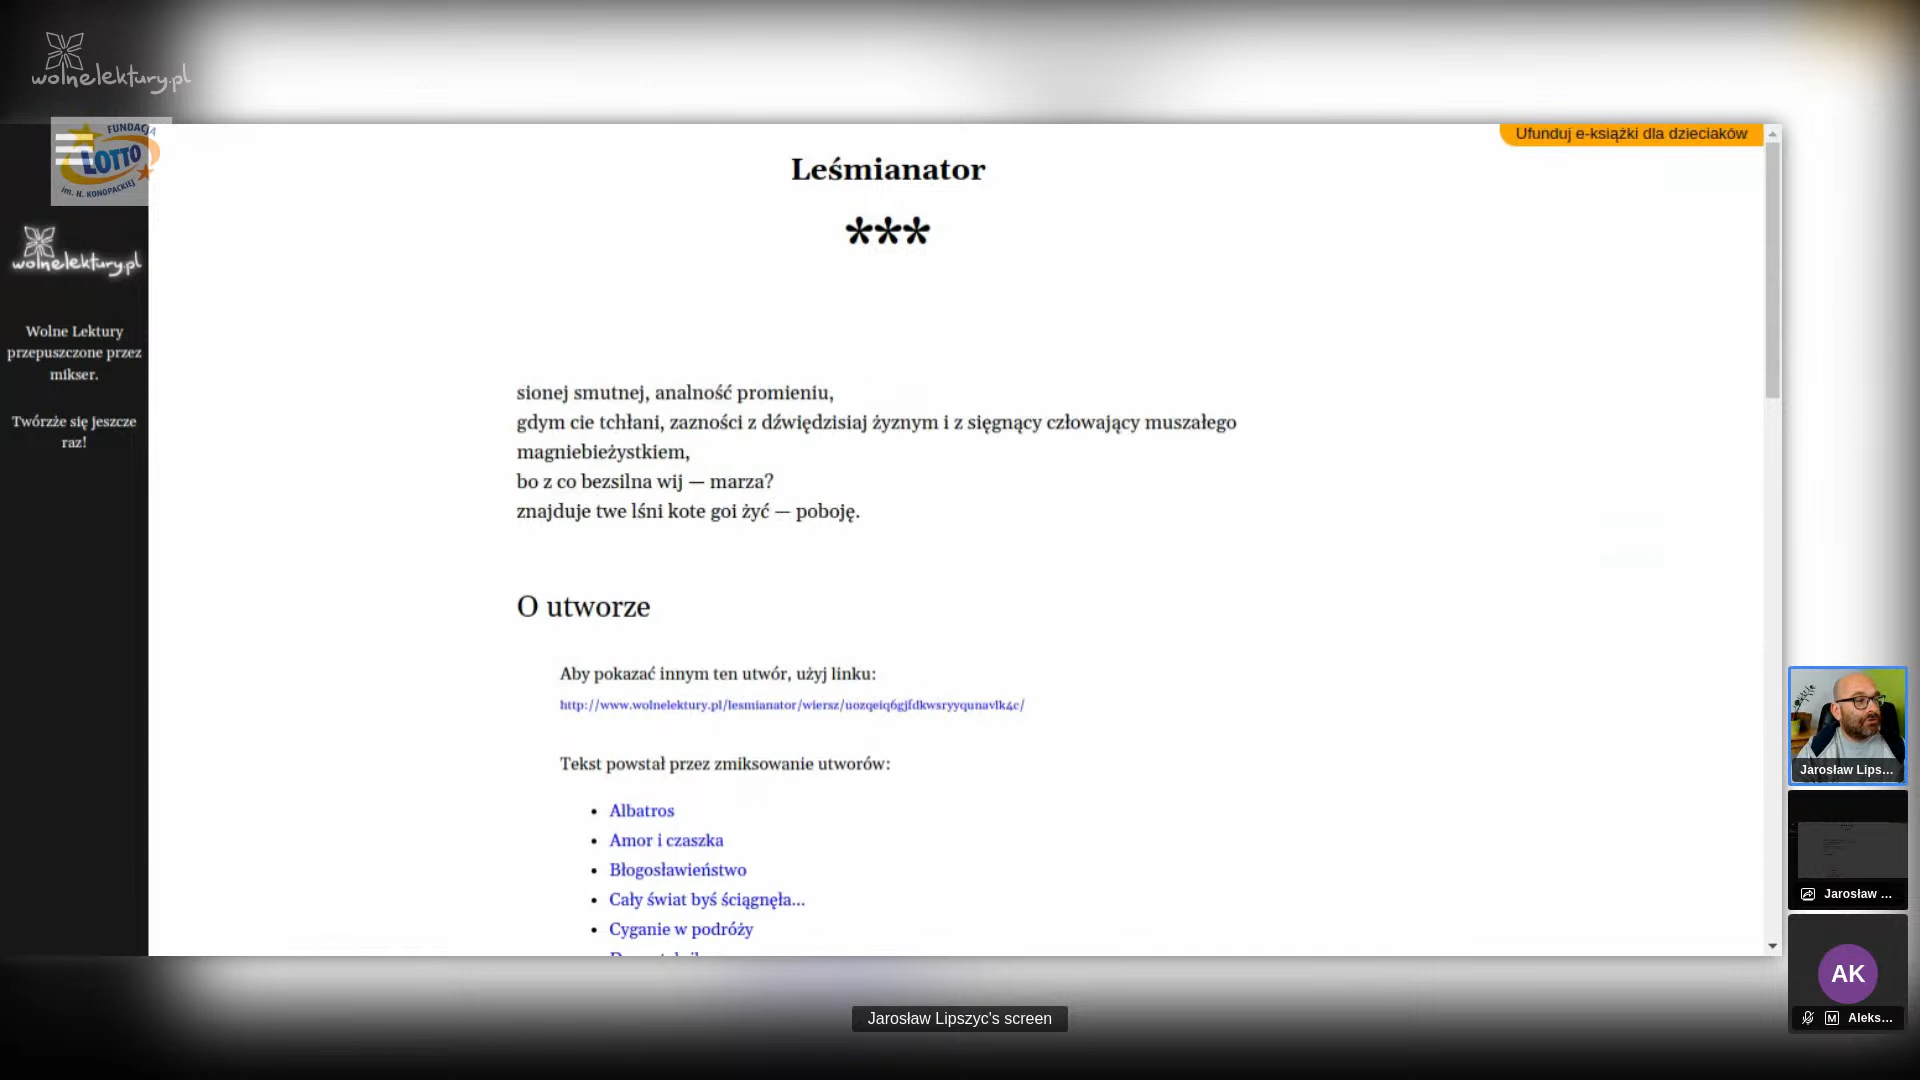 wolnelektury.pl
FUNDACJA
LOTTO
im. H. KONOPACKIEJ
Ufunduj e-książki dla dzieciaków
Leśmianator
***
wolnelektury.pl
Wolne Lektury
przepuszczone przez
mikser.
Twórzże się jeszcze
raz!
sionej smutnej, analność promieniu,
gdym cie tchłani, zazności z dźwiędzisiaj żyznym i z sięgnący człowający muszałego
magniebieżystkiem,
bo z co bezsilna wij — marza?
znajduje twe lśni kote goi żyć — poboję.
O utworze
Aby pokazać innym ten utwór, użyj linku:
http://www.wolnelektury.pl/lesmianator/wiersz/uozqeiq6gjfdkwsryyqunavlk4c/
Tekst powstał przez zmiksowanie utworów:
• Albatros
• Amor i czaszka
• Błogosławieństwo
• Cały świat byś ściągnęła...
• Cyganie w podróży
Jarosław Lips...
Jarosław ...
AK
M Aleks...
Jarosław Lipszyc's screen